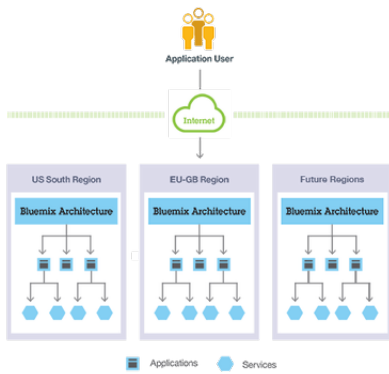 Application User
Internet
US South Region
EU-GB Region
Future Regions
Bluemix Architecture
Bluemix Architecture
Bluemix Architecture
Applications
Services